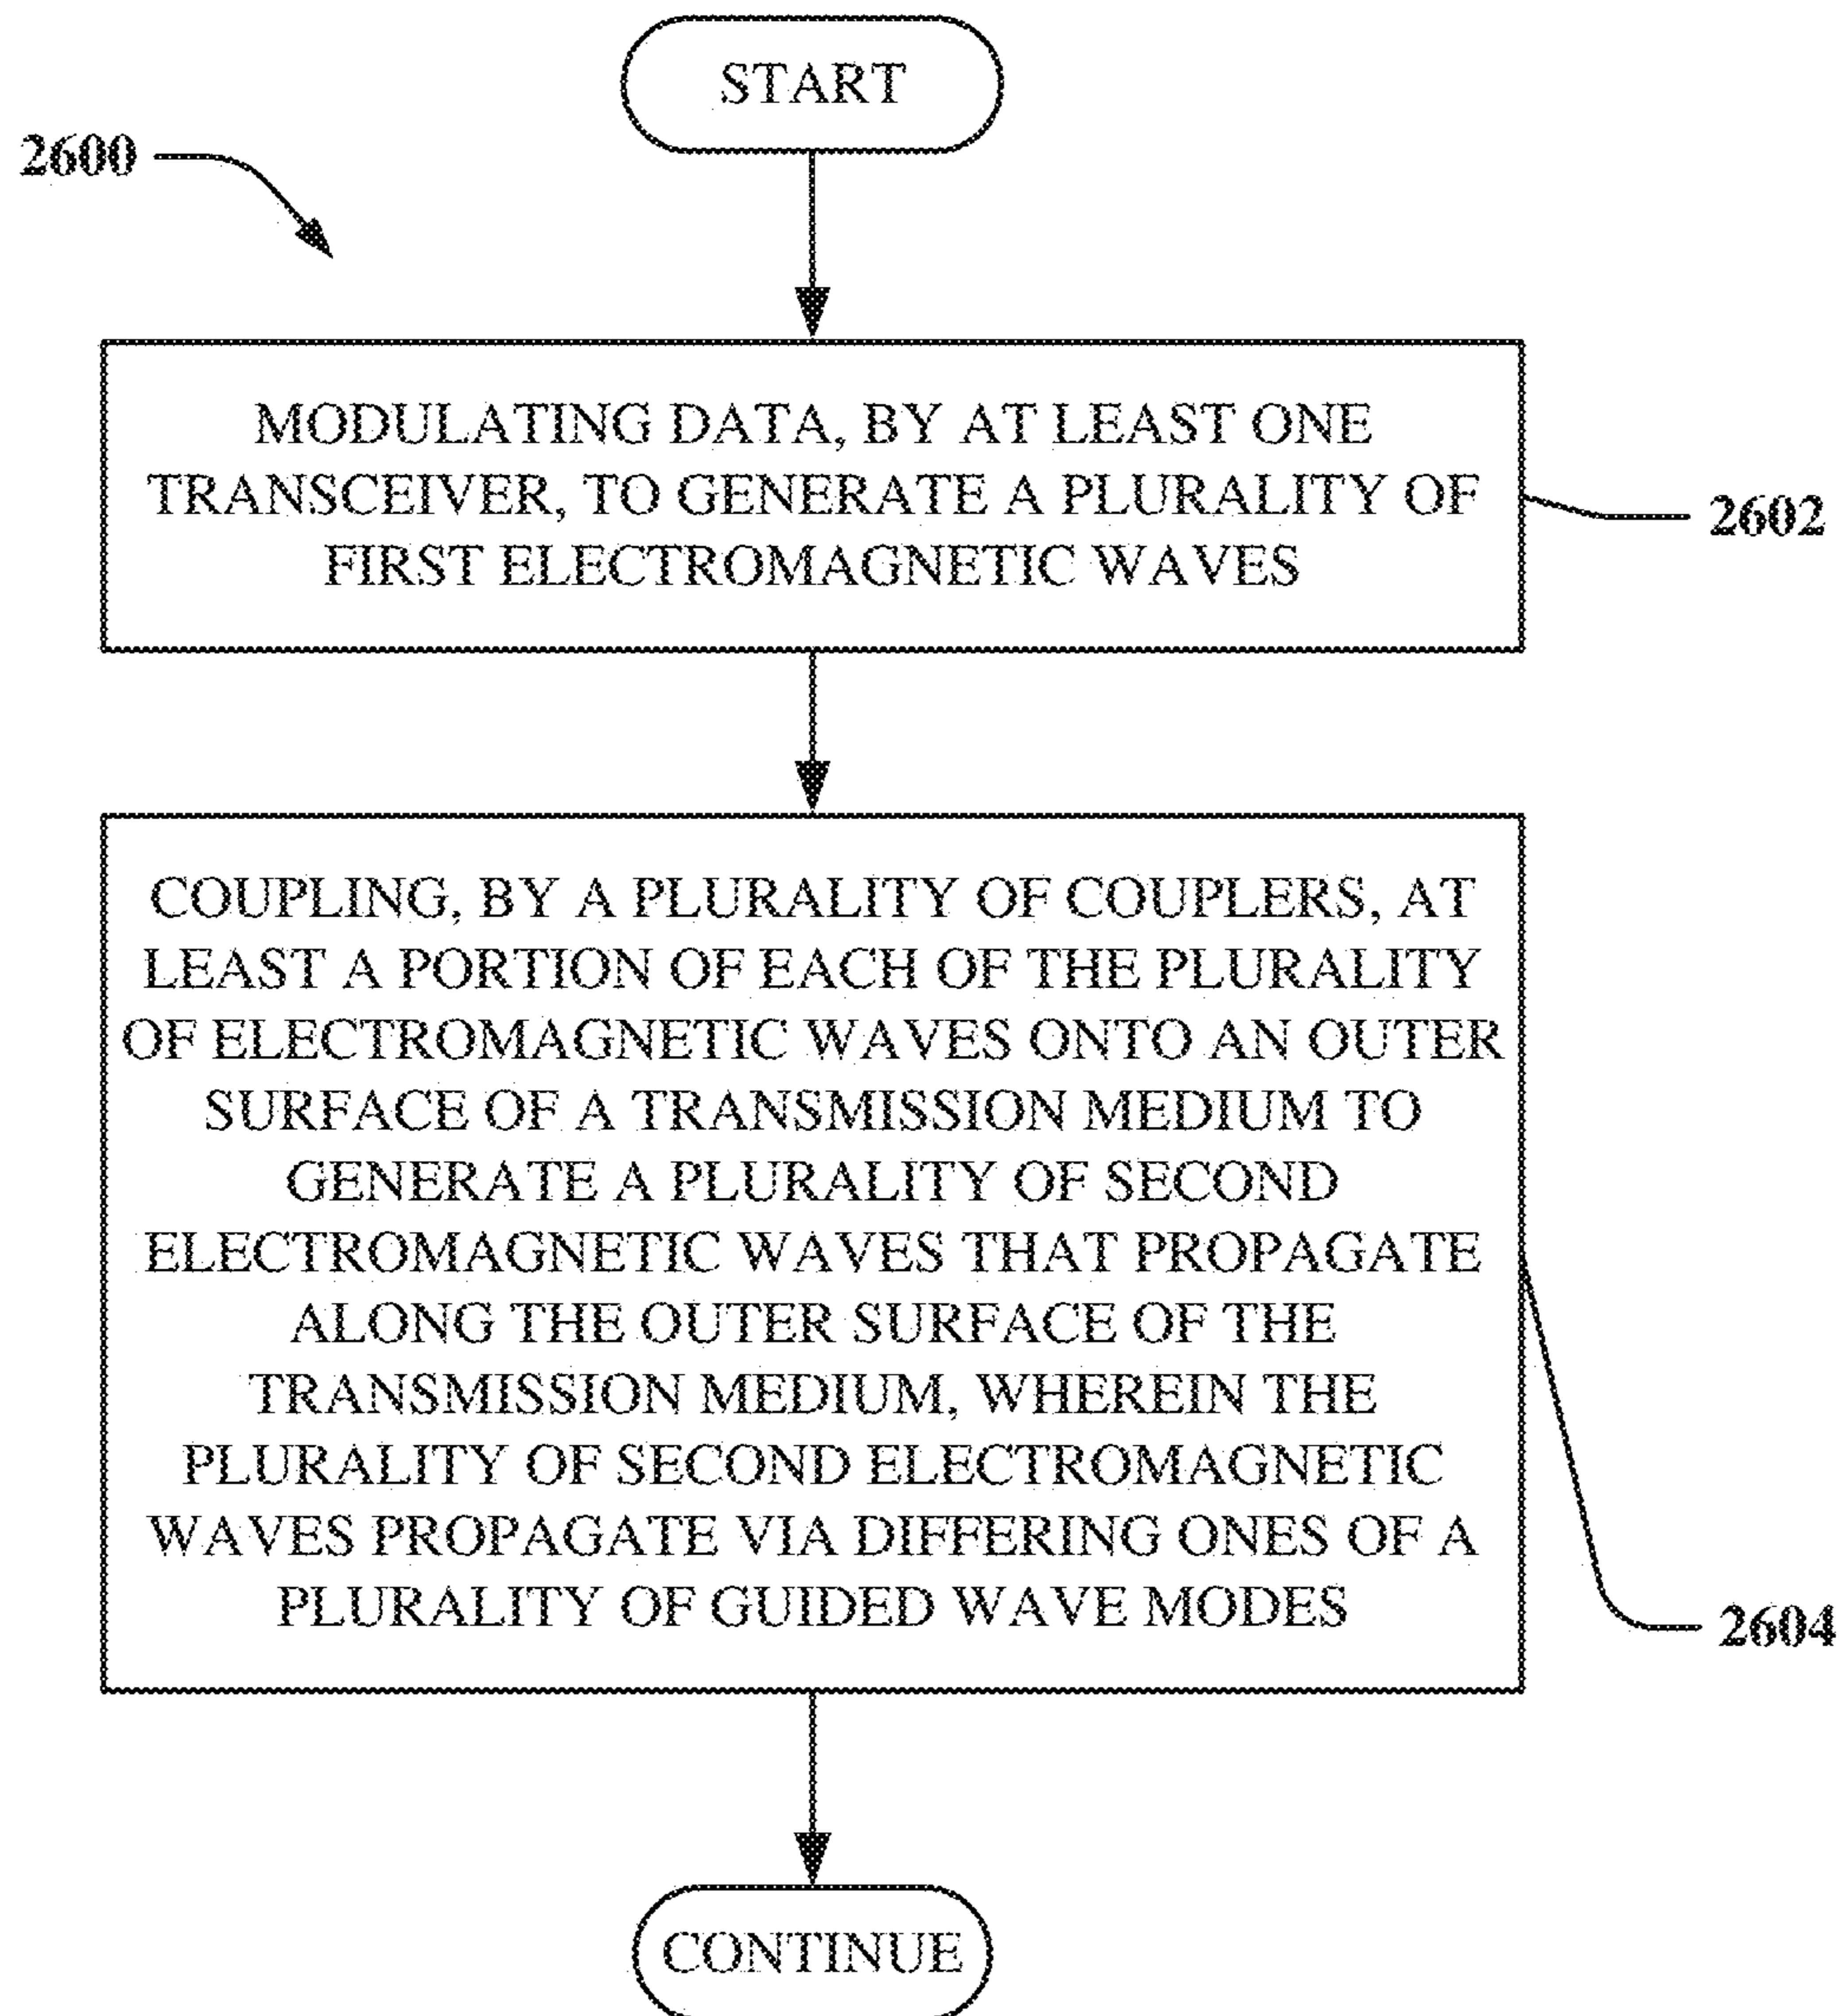 START
2600
MODULATING DATA, BY AT LEAST ONE
TRANSCEIVER, TO GENERATE A PLURALITY OF
FIRST ELECTROMAGNETIC WAVES
2602
COUPLING, BY A PLURALITY OF COUPLERS, AT
LEAST A PORTION OF EACH OF THE PLURALITY
OF ELECTROMAGNETIC WAVES ONTO AN OUTER
SURFACE OF A TRANSMISSION MEDIUM TO
GENERATE A PLURALITY OF SECOND
ELECTROMAGNETIC WAVES THAT PROPAGATE
ALONG THE OUTER SURFACE OF THE
TRANSMISSION MEDIUM, WHEREIN THE
PLURALITY OF SECOND ELECTROMAGNETIC
WAVES PROPAGATE VIA DIFFERING ONES OF A
PLURALITY OF GUIDED WAVE MODES
2604
CONTINUE